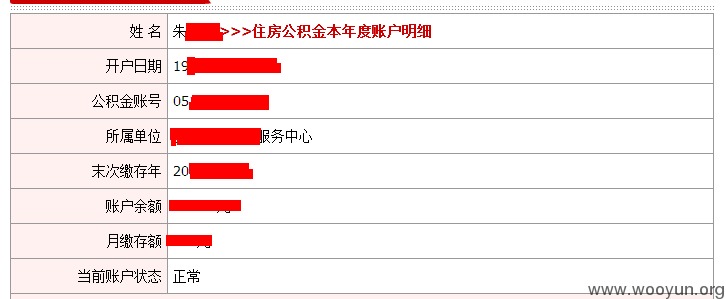 姓 名 朱 >>>住房公积金本年度账户明细
开户日期 19
公积金账号 05
所属单位 服务中心
末次缴存年 20
账户余额
月缴存额
当前账户状态 正常
www.wooyun.org